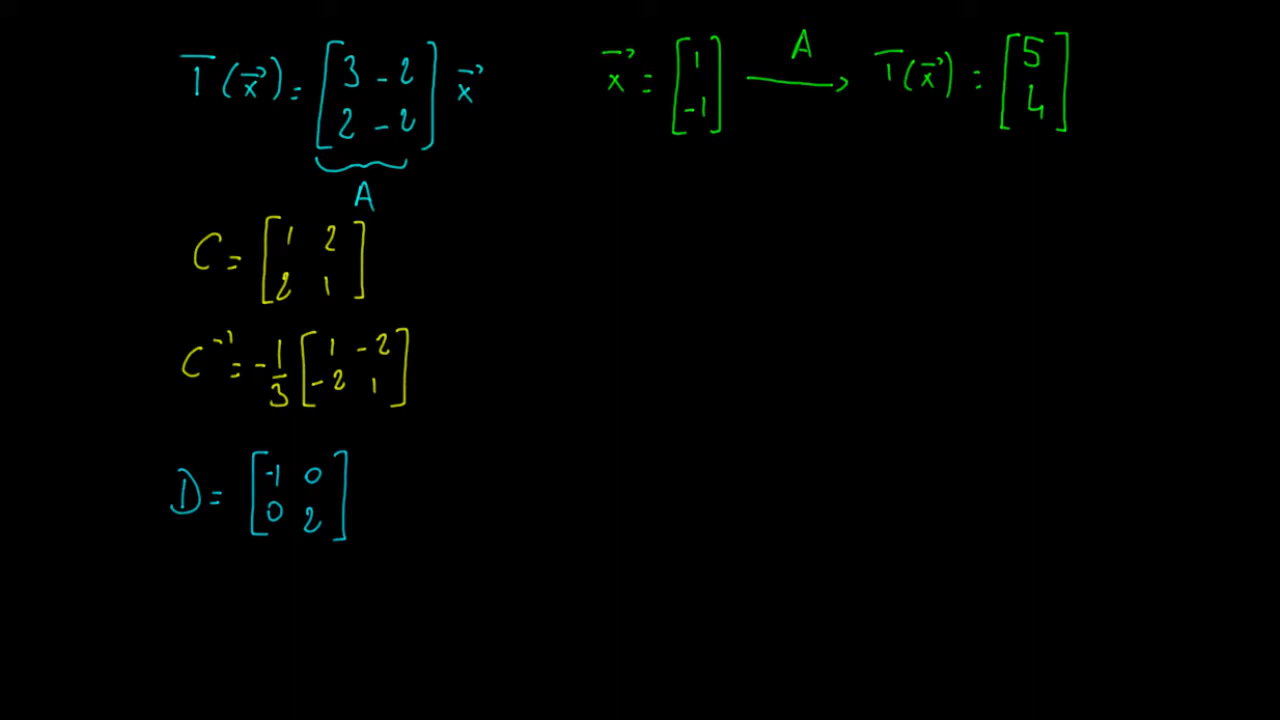 T(x⃗) = [3 -2; 2 -2] x⃗
A
x⃗ = [1; -1] —A→ T(x⃗) = [5; 4]
C = [1 2; 2 1]
C⁻¹ = -1/3 [1 -2; -2 1]
D = [-1 0; 0 2]